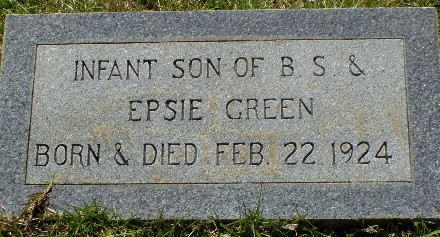 INFANT SON OF B. S. &
EPSIE GREEN
BORN & DIED FEB. 22 1924